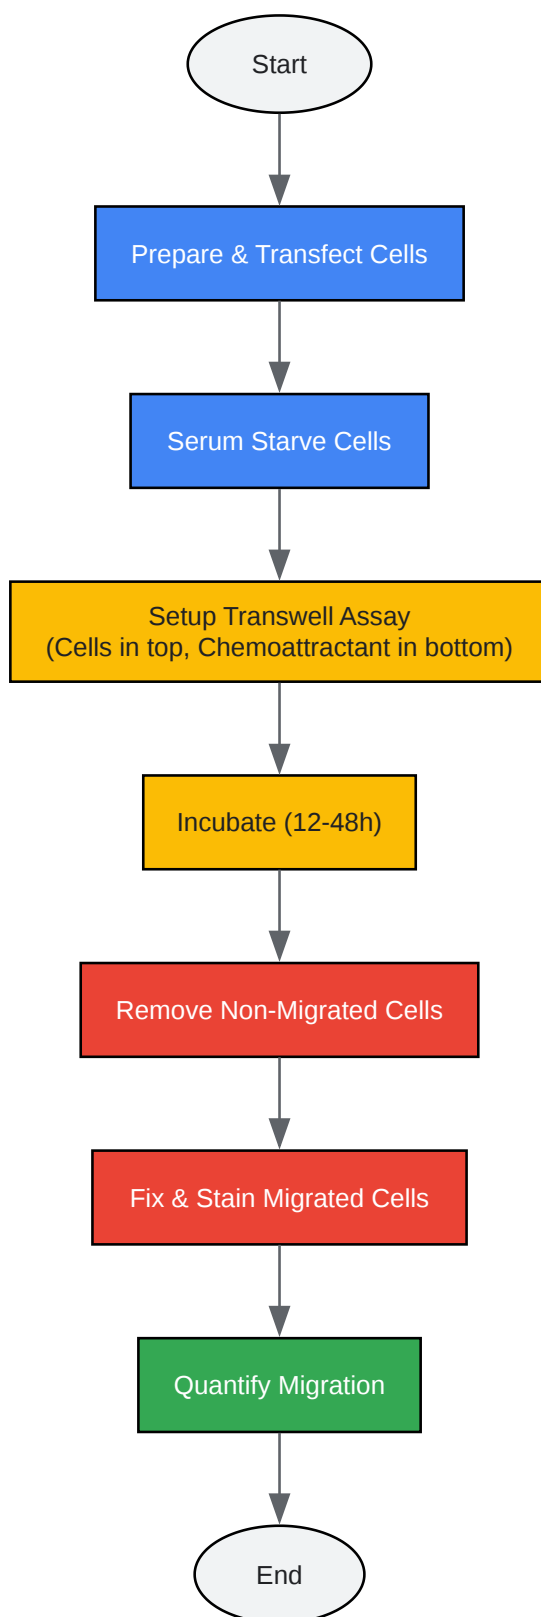 Start
Prepare & Transfect Cells
Serum Starve Cells
Setup Transwell Assay
(Cells in top, Chemoattractant in bottom)
Incubate (12-48h)
Remove Non-Migrated Cells
Fix & Stain Migrated Cells
Quantify Migration
End